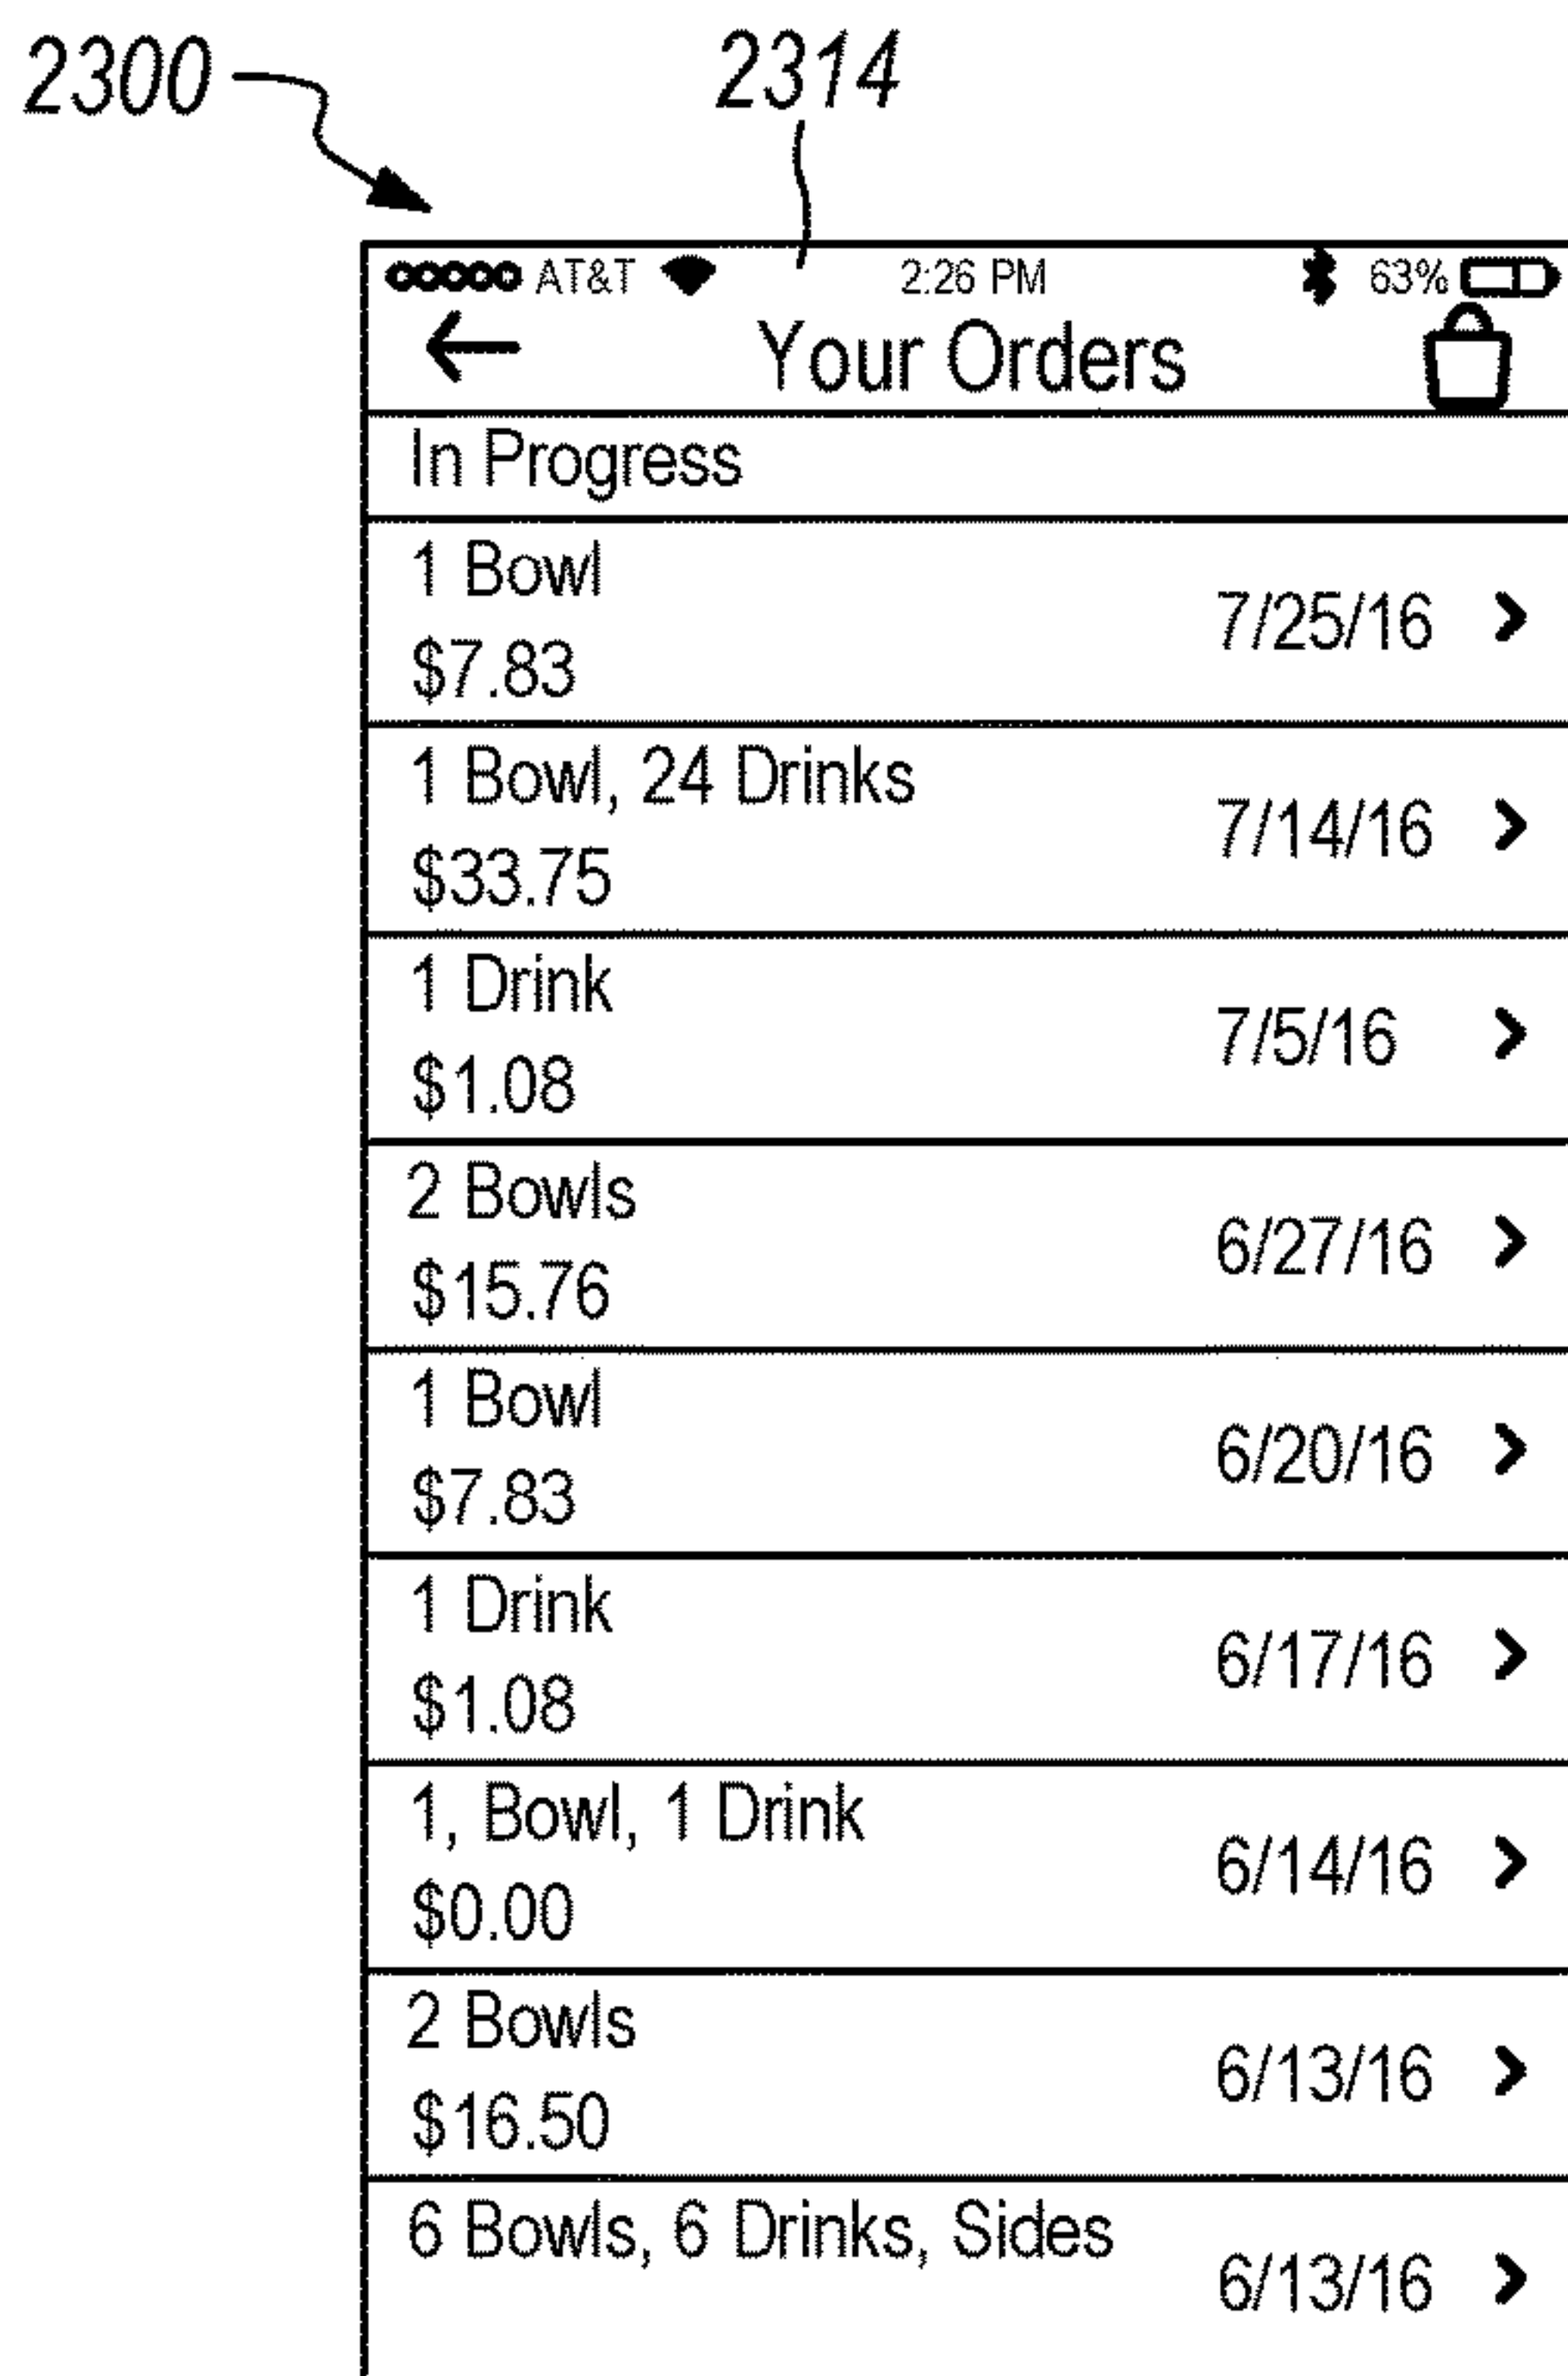 2300
2314
AT&T 2:26 PM 63%
Your Orders
In Progress
1 Bowl
7/25/16
$7.83
1 Bowl, 24 Drinks
7/14/16
$33.75
1 Drink
7/5/16
$1.08
2 Bowls
6/27/16
$15.76
1 Bowl
6/20/16
$7.83
1 Drink
6/17/16
$1.08
1, Bowl, 1 Drink
6/14/16
$0.00
2 Bowls
6/13/16
$16.50
6 Bowls, 6 Drinks, Sides
6/13/16